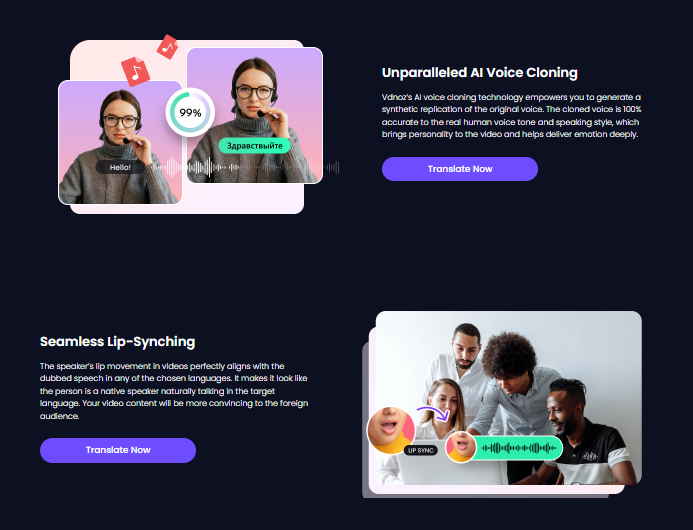 Unparalleled AI Voice Cloning
Vdnoz's AI voice cloning technology empowers you to generate a
synthetic replication of the original voice. The cloned voice is 100%
accurate to the real human voice tone and speaking style, which
brings personality to the video and helps deliver emotion deeply.
Translate Now
99%
Hello!
Здравствыйте
Seamless Lip-Synching
The speaker's lip movement in videos perfectly aligns with the
dubbed speech in any of the chosen languages. It makes it look like
the person is a native speaker naturally talking in the target
language. Your video content will be more convincing to the foreign
audience.
Translate Now
LIP SYNC